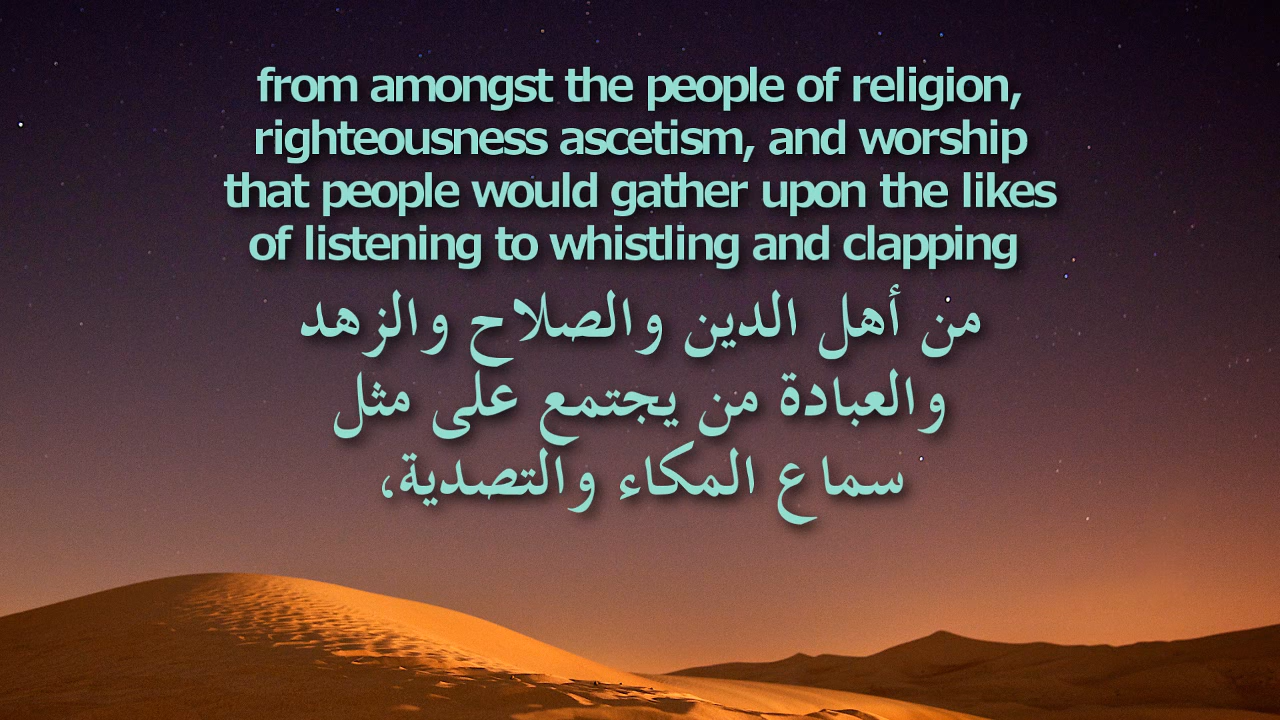 from amongst the people of religion,
righteousness ascetism, and worship
that people would gather upon the likes
of listening to whistling and clapping
من أهل الدين والصلاح والزهد
والعبادة من يجتمع على مثل
سماع المكاء والتصدية،